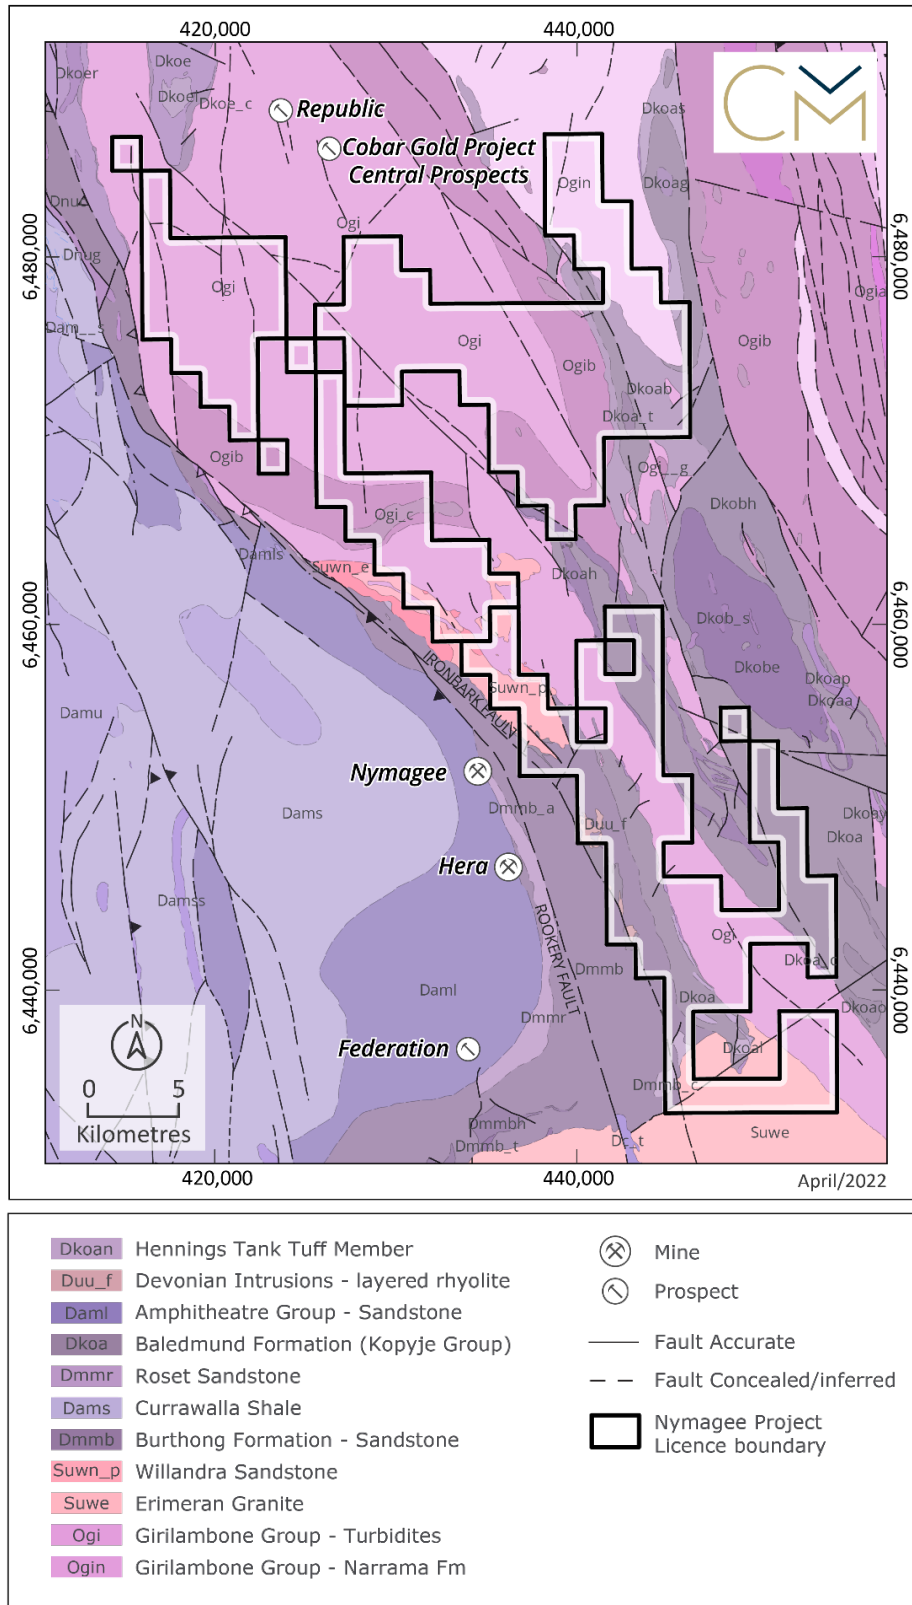 420,000
440,000
CM
Dkoer
Dkoe
Dkoei
Dkoe_c
Republic
Cobar Gold Project
Central Prospects
Dkoas
Dkoag
Ogin
Dnug
Ogi
6,480,000
6,480,000
Ogi
Ogia
Dam__s
Ogi
Ogib
Ogib
Dkoab
Dkoa_t
Ogib
Ogi__g
Dkobh
Ogi_c
Damls
Suwn_e
Dkoah
6,460,000
6,460,000
Dkob_s
Dkobe
Dkoap
Dkoaa
IRONBARK FAULT
Suwn_p
Damu
Nymagee
Dams
Dmmb_a
Duu_f
Dkoay
Dkoa
Hera
Damss
ROOKERY FAULT
Ogi
Dmmb
6,440,000
6,440,000
Daml
Dkoa
Dkoao
Dmmr
Federation
Dkoal
Dmmb_c
Dmmbh
Dmmb_t
Suwe
N
0 5
Kilometres
420,000
440,000
April/2022
Dkoan Hennings Tank Tuff Member
Duu_f Devonian Intrusions - layered rhyolite
Daml Amphitheatre Group - Sandstone
Dkoa Baledmund Formation (Kopyje Group)
Dmmr Roset Sandstone
Dams Currawalla Shale
Dmmb Burthong Formation - Sandstone
Suwn_p Willandra Sandstone
Suwe Erimeran Granite
Ogi Girilambone Group - Turbidites
Ogin Girilambone Group - Narrama Fm
Mine
Prospect
Fault Accurate
Fault Concealed/inferred
Nymagee Project
Licence boundary